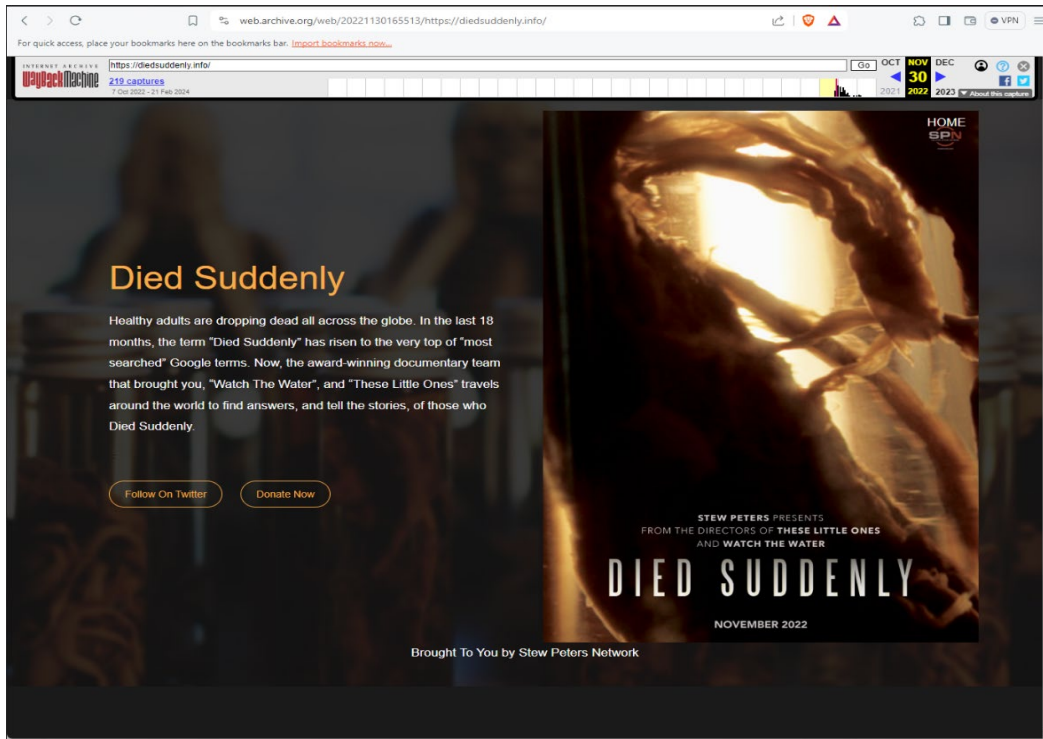 web.archive.org/web/20221130165513/https://diedsuddenly.info/
VPN
For quick access, place your bookmarks here on the bookmarks bar. Import bookmarks now...
INTERNET ARCHIVE
WayBackMachine
https://diedsuddenly.info/
Go
OCT NOV DEC
219 captures
30
7 Oct 2022 - 21 Feb 2024
2021 2022 2023
About this capture
HOME
SPN
Died Suddenly
Healthy adults are dropping dead all across the globe. In the last 18
months, the term "Died Suddenly" has risen to the very top of "most
searched" Google terms. Now, the award-winning documentary team
that brought you, "Watch The Water", and "These Little Ones" travels
around the world to find answers, and tell the stories, of those who
Died Suddenly.
Follow On Twitter
Donate Now
STEW PETERS PRESENTS
FROM THE DIRECTORS OF THESE LITTLE ONES
AND WATCH THE WATER
DIED SUDDENLY
NOVEMBER 2022
Brought To You by Stew Peters Network